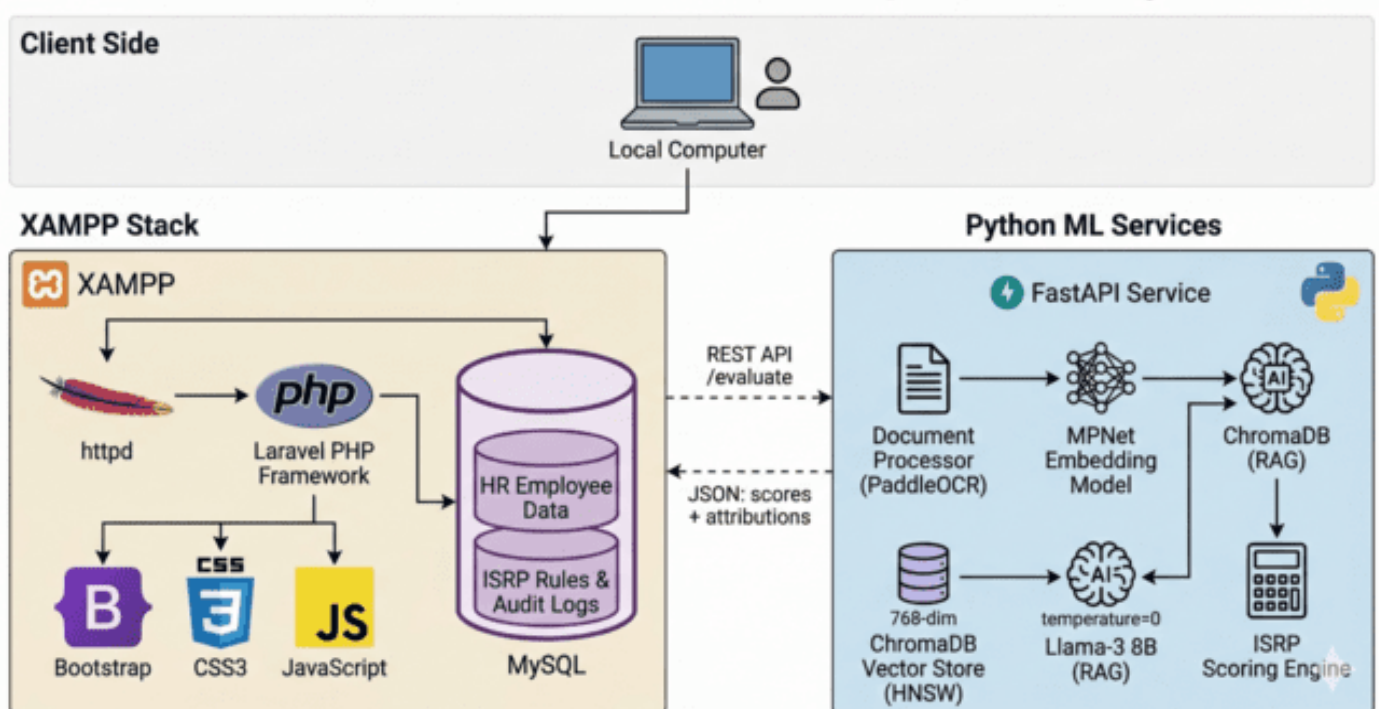 Client Side
Local Computer
XAMPP Stack
Python ML Services
XAMPP
FastAPI Service
httpd
php
Laravel PHP
Framework
HR Employee
Data
ISRP Rules &
Audit Logs
MySQL
B
Bootstrap
CSS
3
CSS3
JS
JavaScript
REST API
/evaluate
JSON: scores
+ attributions
Document
Processor
(PaddleOCR)
MPNet
Embedding
Model
AI
ChromaDB
(RAG)
768-dim
ChromaDB
Vector Store
(HNSW)
AI
temperature=0
Llama-3 8B
(RAG)
ISRP
Scoring Engine